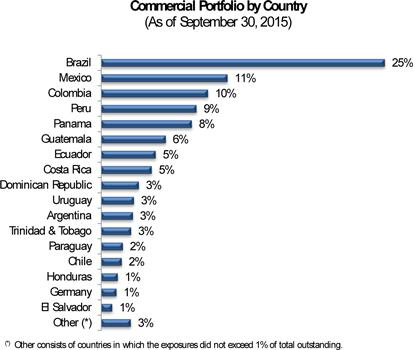 Commercial Portfolio by Country
(As of September 30, 2015)
Brazil 25%
Mexico 11%
Colombia 10%
Peru 9%
Panama 8%
Guatemala 6%
Ecuador 5%
Costa Rica 5%
Dominican Republic 3%
Uruguay 3%
Argentina 3%
Trinidad & Tobago 3%
Paraguay 2%
Chile 2%
Honduras 1%
Germany 1%
El Salvador 1%
Other (*) 3%
(*) Other consists of countries in which the exposures did not exceed 1% of total outstanding.